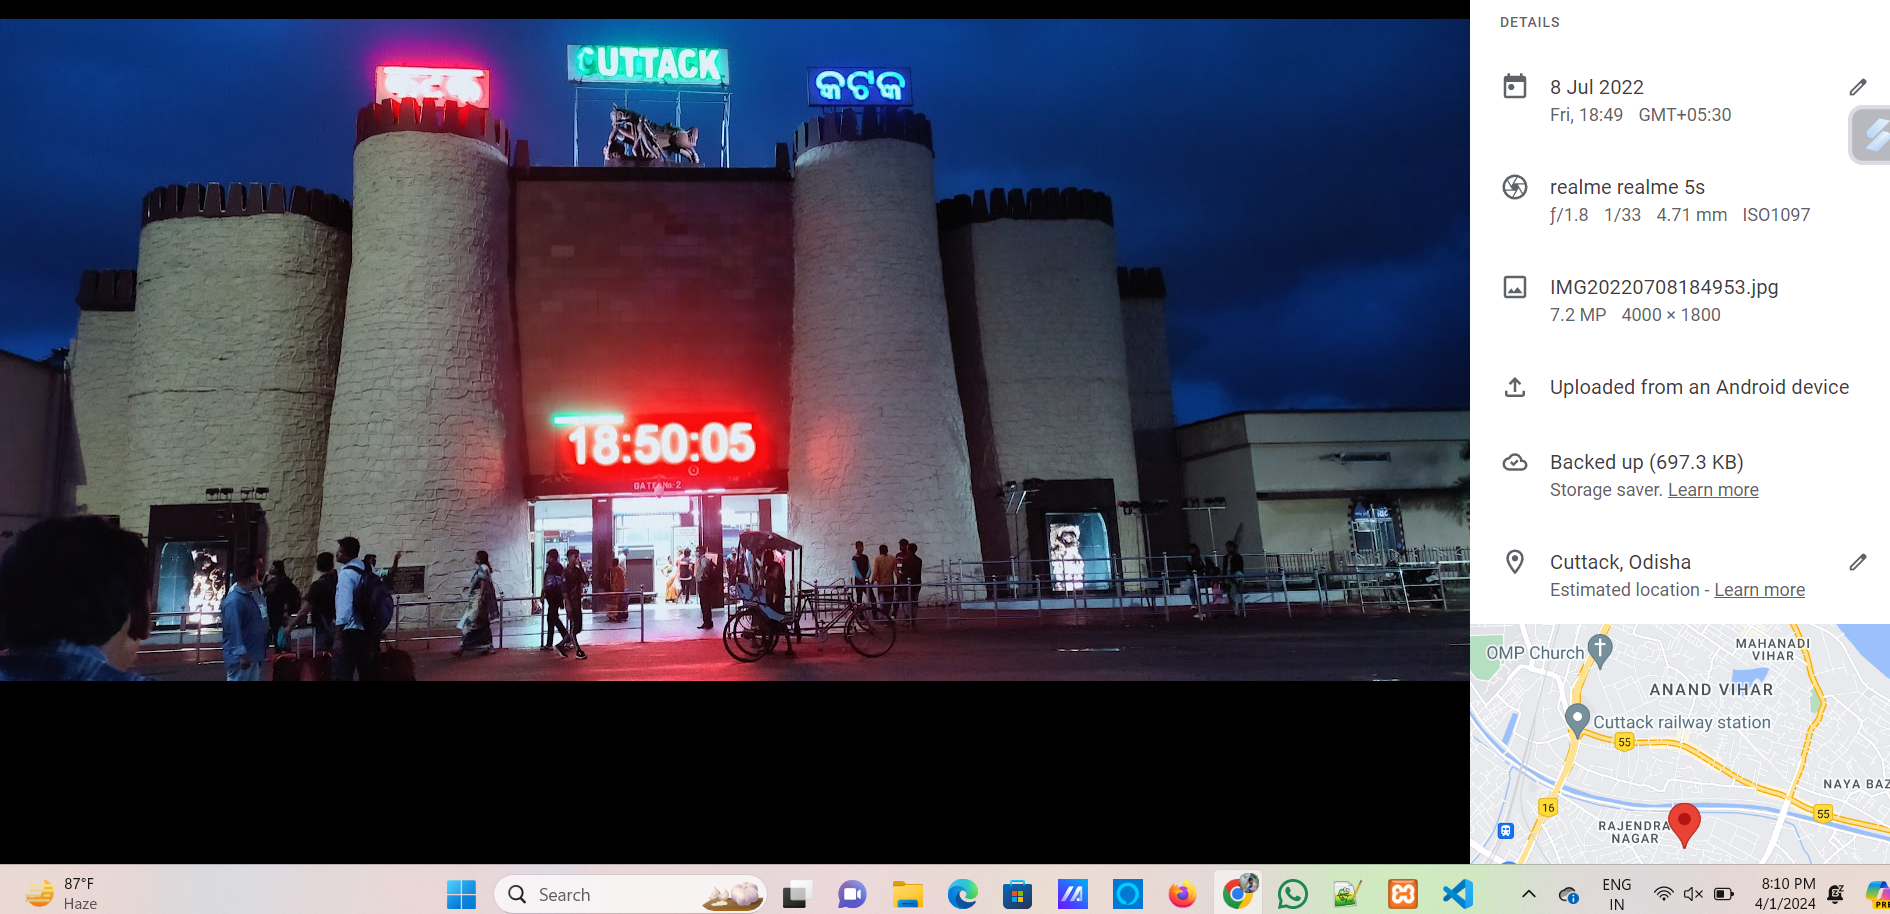 CUTTACK
କଟକ
18:50:05
GATE No-2
DETAILS
8 Jul 2022
Fri, 18:49 GMT+05:30
realme realme 5s
ƒ/1.8 1/33 4.71 mm ISO1097
IMG20220708184953.jpg
7.2 MP 4000 × 1800
Uploaded from an Android device
Backed up (697.3 KB)
Storage saver. Learn more
Cuttack, Odisha
Estimated location - Learn more
OMP Church
MAHANADI
VIHAR
ANAND VIHAR
Cuttack railway station
55
NAYA BAZ
16
55
RAJENDRA
NAGAR
87°F
Haze
Search
ENG
IN
8:10 PM
4/1/2024
PRE